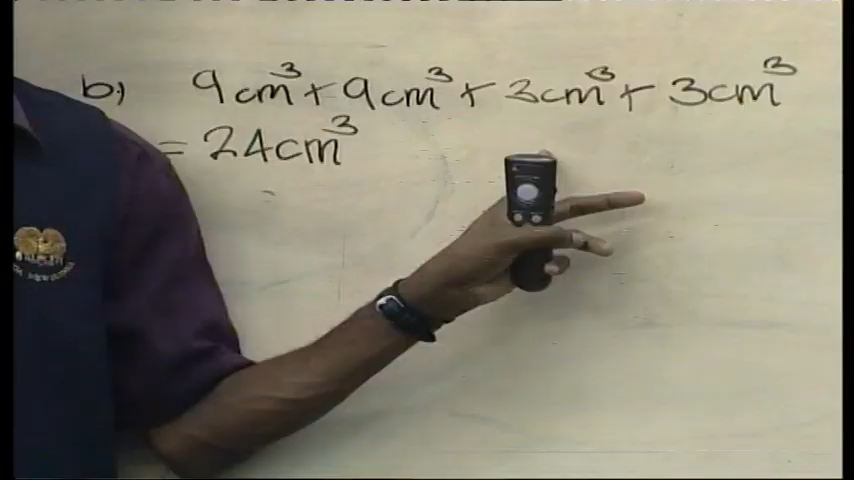 b) 9cm³ + 9cm³ + 3cm³ + 3cm³
= 24cm³